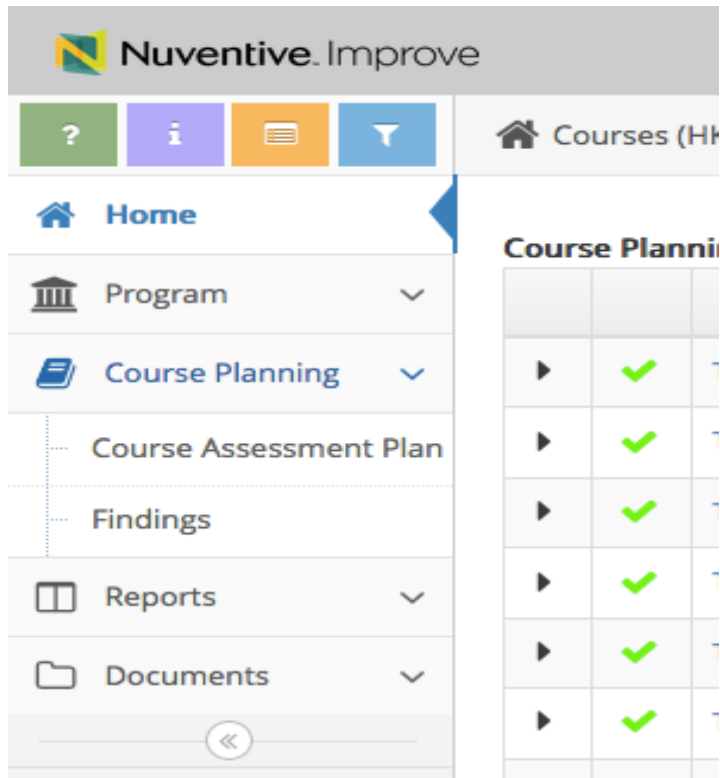 Nuventive. Improve
? i
Courses (HK
Home
Course Plannin
Program
Course Planning
Course Assessment Plan
Findings
Reports
Documents